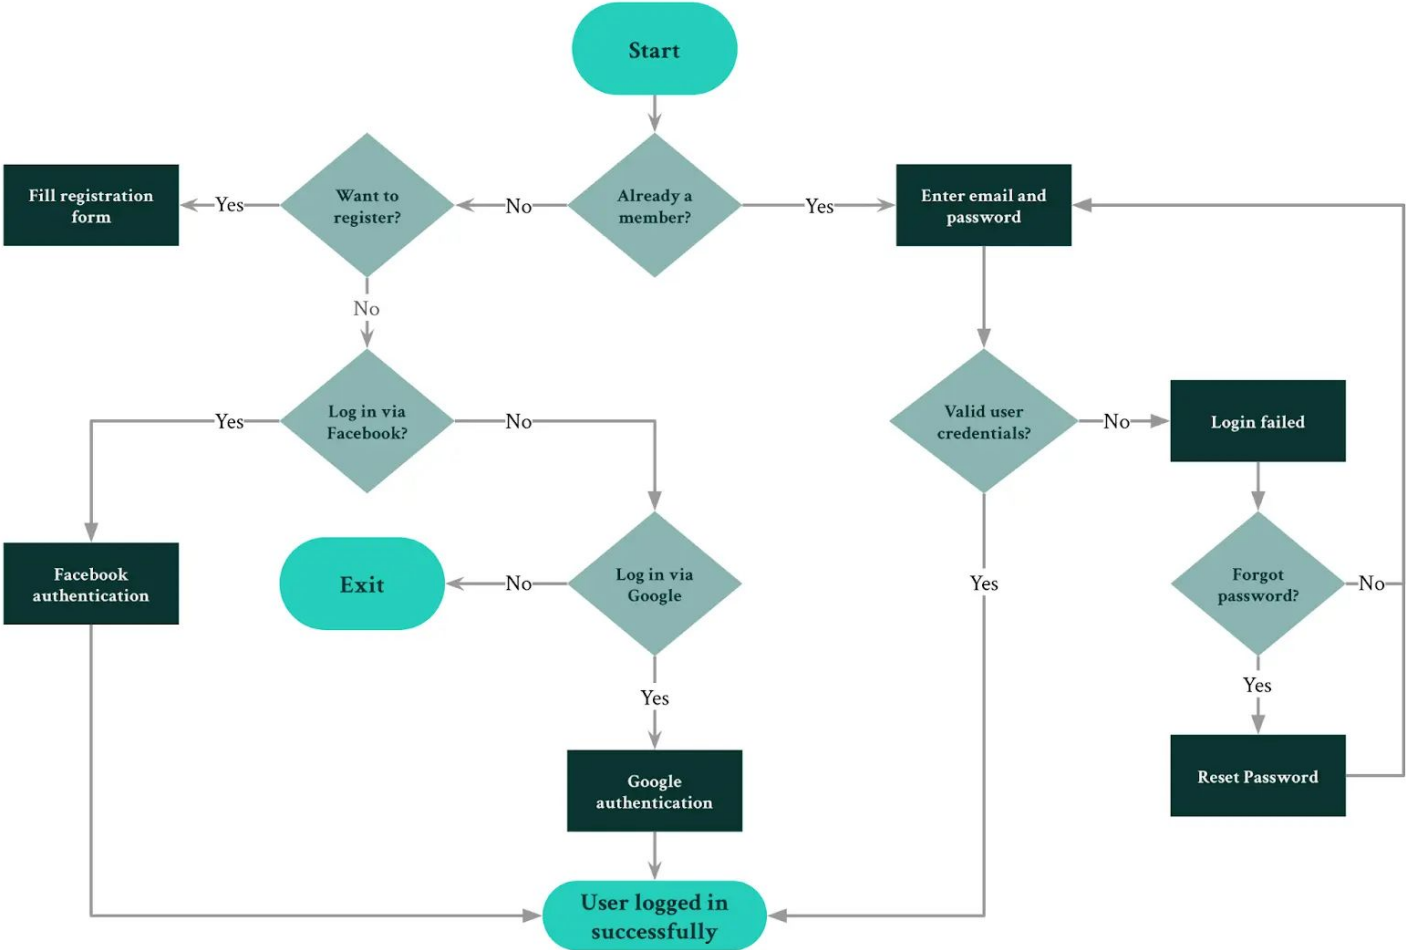 Start
Fill registration
form
Yes
Want to
register?
No
Already a
member?
Yes
Enter email and
password
No
Yes
Log in via
Facebook?
No
Valid user
credentials?
No
Login failed
Facebook
authentication
Exit
No
Log in via
Google
Yes
Forgot
password?
No
Yes
Yes
Google
authentication
Reset Password
User logged in
successfully